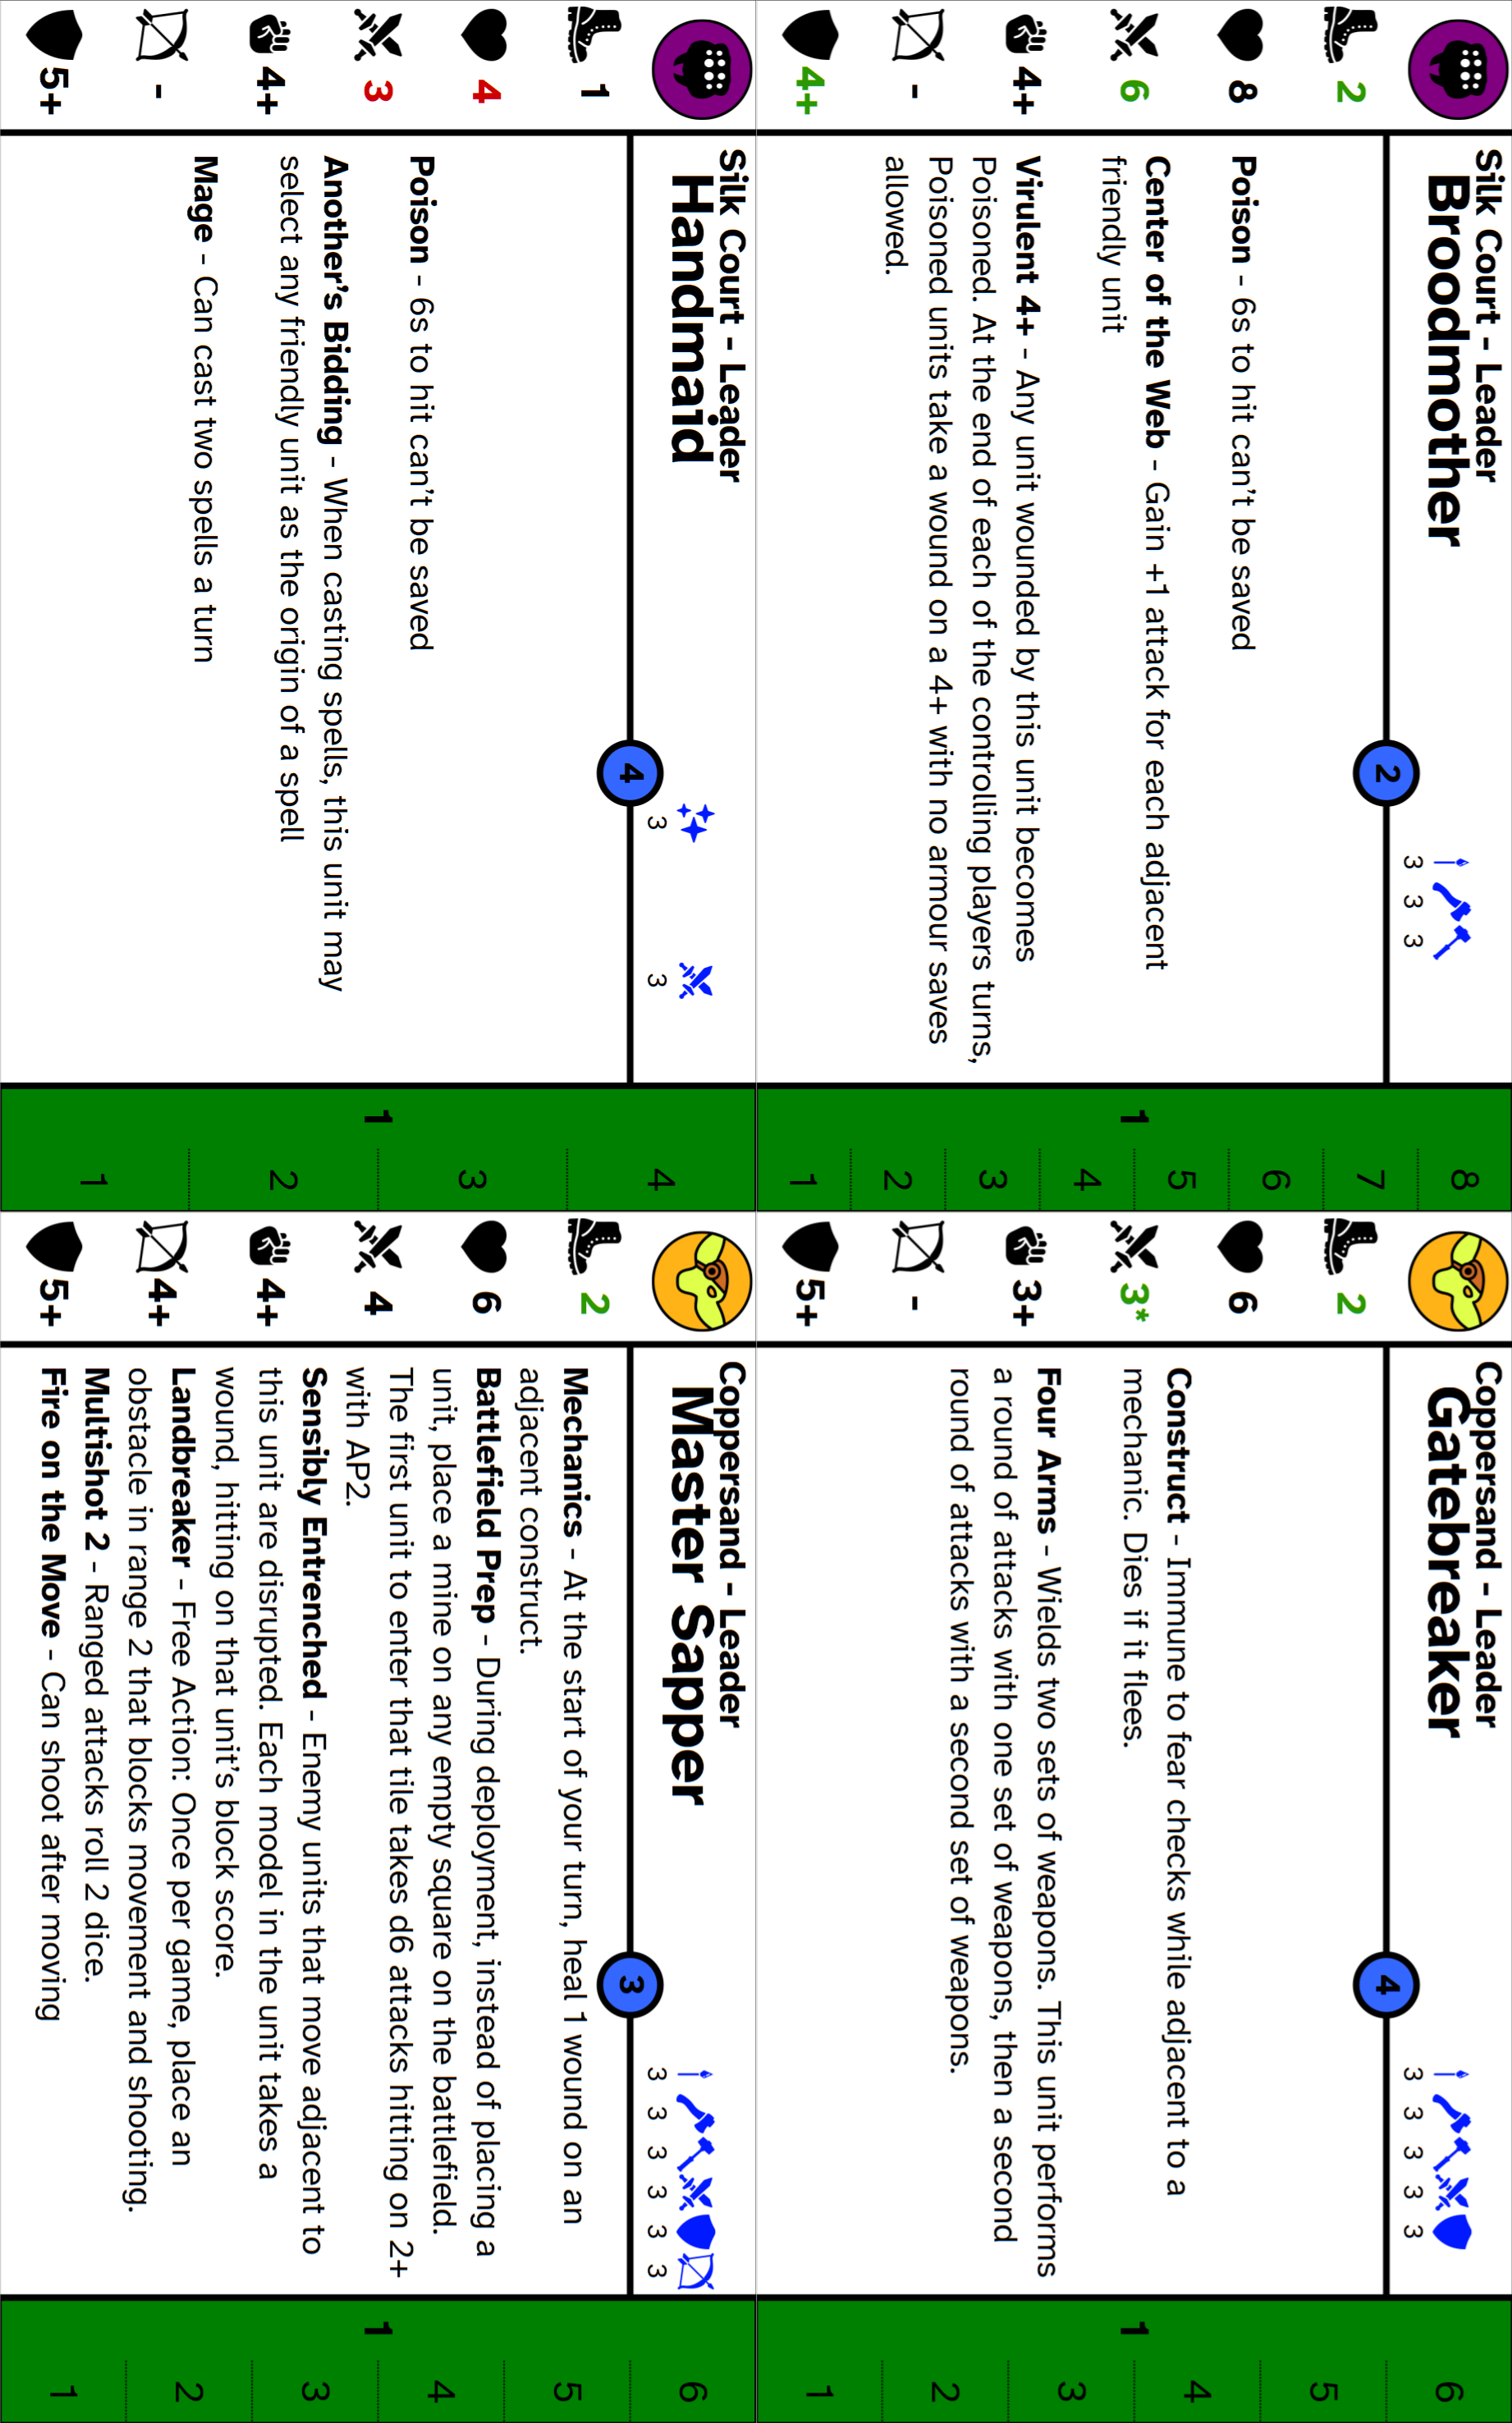 Silk Court - Leader
Broodmother
2
8
6
4+
-
4+
2
3 3 3
Poison - 6s to hit can't be saved
Center of the Web - Gain +1 attack for each adjacent
friendly unit
Virulent 4+ - Any unit wounded by this unit becomes
Poisoned. At the end of each of the controlling players turns,
Poisoned units take a wound on a 4+ with no armour saves
allowed.
1
8
7
6
5
4
3
2
1
Coppersand - Leader
Gatebreaker
2
6
3*
3+
-
5+
4
3 3 3 3 3
Construct - Immune to fear checks while adjacent to a
mechanic. Dies if it flees.
Four Arms - Wields two sets of weapons. This unit performs
a round of attacks with one set of weapons, then a second
round of attacks with a second set of weapons.
1
6
5
4
3
2
1
Silk Court - Leader
Handmaid
1
4
3
4+
-
5+
4
3 3
Poison - 6s to hit can't be saved
Another's Bidding - When casting spells, this unit may
select any friendly unit as the origin of a spell
Mage - Can cast two spells a turn
1
4
3
2
1
Coppersand - Leader
Master Sapper
2
6
4
4+
4+
5+
3
3 3 3 3 3 3
Mechanics - At the start of your turn, heal 1 wound on an
adjacent construct.
Battlefield Prep - During deployment, instead of placing a
unit, place a mine on any empty square on the battlefield.
The first unit to enter that tile takes d6 attacks hitting on 2+
with AP2.
Sensibly Entrenched - Enemy units that move adjacent to
this unit are disrupted. Each model in the unit takes a
wound, hitting on that unit's block score.
Landbreaker - Free Action: Once per game, place an
obstacle in range 2 that blocks movement and shooting.
Multishot 2 - Ranged attacks roll 2 dice.
Fire on the Move - Can shoot after moving
1
6
5
4
3
2
1